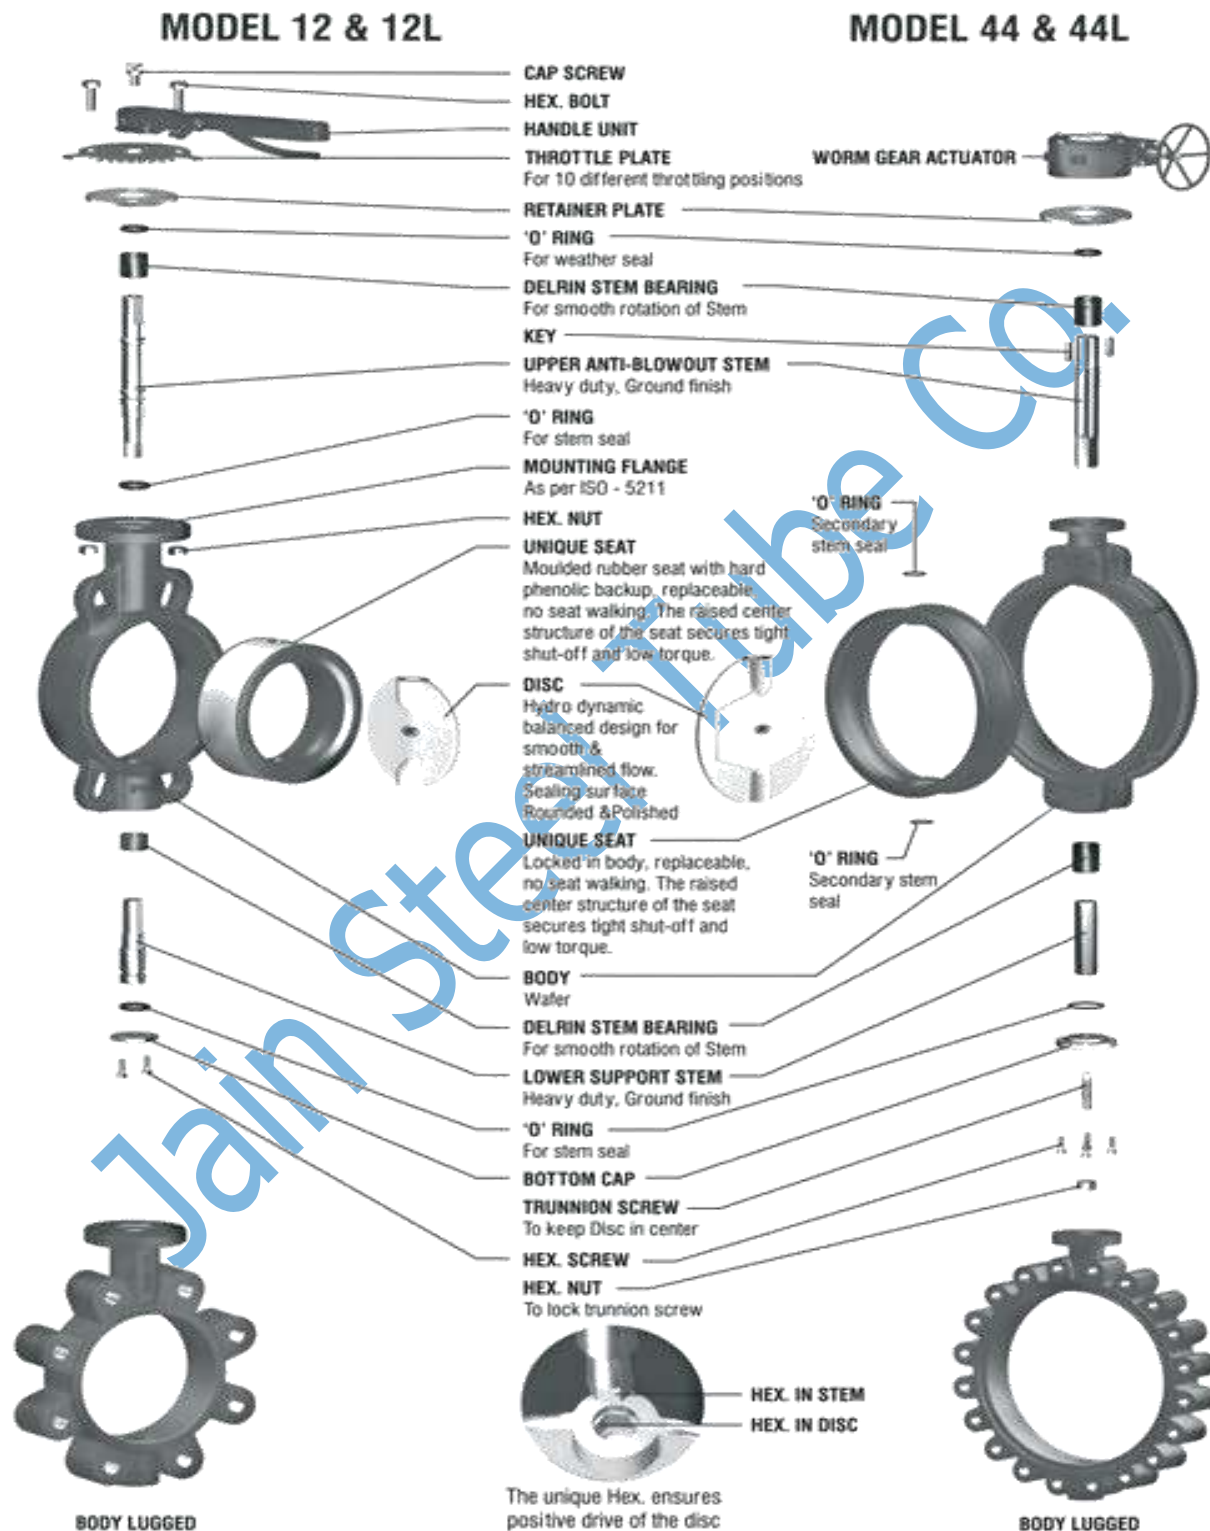 MODEL 12 & 12L
MODEL 44 & 44L
CAP SCREW
HEX. BOLT
HANDLE UNIT
THROTTLE PLATE
For 10 different throttling positions
WORM GEAR ACTUATOR
RETAINER PLATE
'O' RING
For weather seal
DELRIN STEM BEARING
For smooth rotation of Stem
KEY
UPPER ANTI-BLOWOUT STEM
Heavy duty, Ground finish
'O' RING
For stem seal
MOUNTING FLANGE
As per ISO - 5211
HEX. NUT
UNIQUE SEAT
Moulded rubber seat with hard
phenolic backup, replaceable,
no seat walking. The raised center
structure of the seat secures tight
shut-off and low torque.
'O' RING
Secondary
stem seal
DISC
Hydro dynamic
balanced design for
smooth &
streamlined flow.
Sealing surface
Rounded &Polished
UNIQUE SEAT
Locked in body, replaceable,
no seat walking. The raised
center structure of the seat
secures tight shut-off and
low torque.
'O' RING
Secondary stem
seal
BODY
Wafer
DELRIN STEM BEARING
For smooth rotation of Stem
LOWER SUPPORT STEM
Heavy duty, Ground finish
'O' RING
For stem seal
BOTTOM CAP
TRUNNION SCREW
To keep Disc in center
HEX. SCREW
HEX. NUT
To lock trunnion screw
HEX. IN STEM
HEX. IN DISC
The unique Hex. ensures
positive drive of the disc
BODY LUGGED
BODY LUGGED
Jain Steel Tube Co.